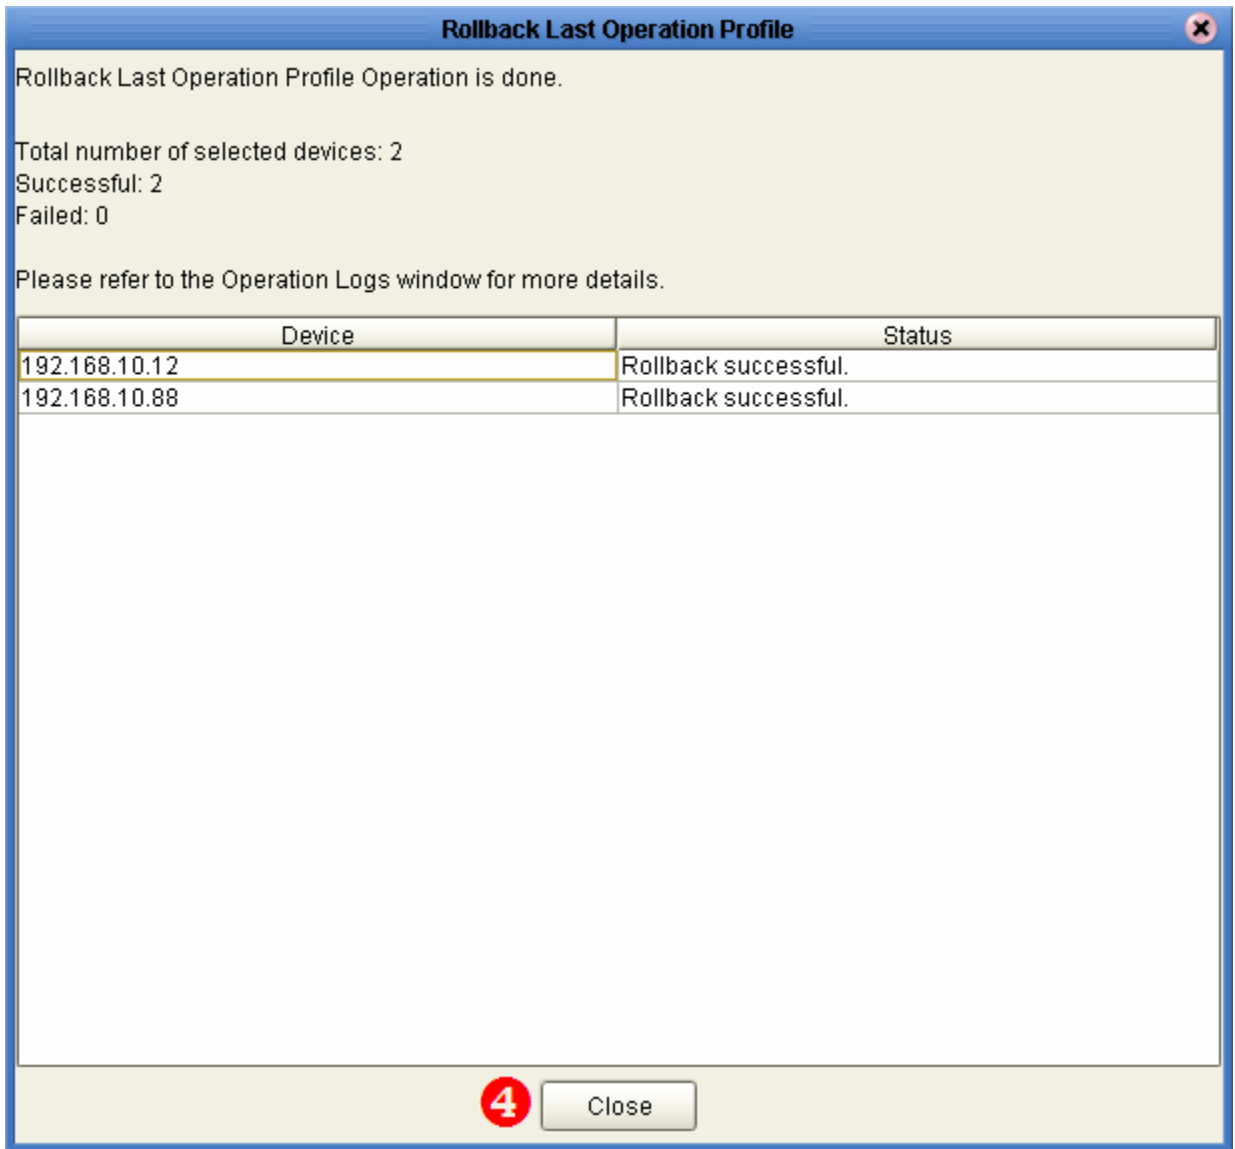 Rollback Last Operation Profile
Rollback Last Operation Profile Operation is done.
Total number of selected devices: 2
Successful: 2
Failed: 0
Please refer to the Operation Logs window for more details.
Device Status
192.168.10.12 Rollback successful.
192.168.10.88 Rollback successful.
4 Close